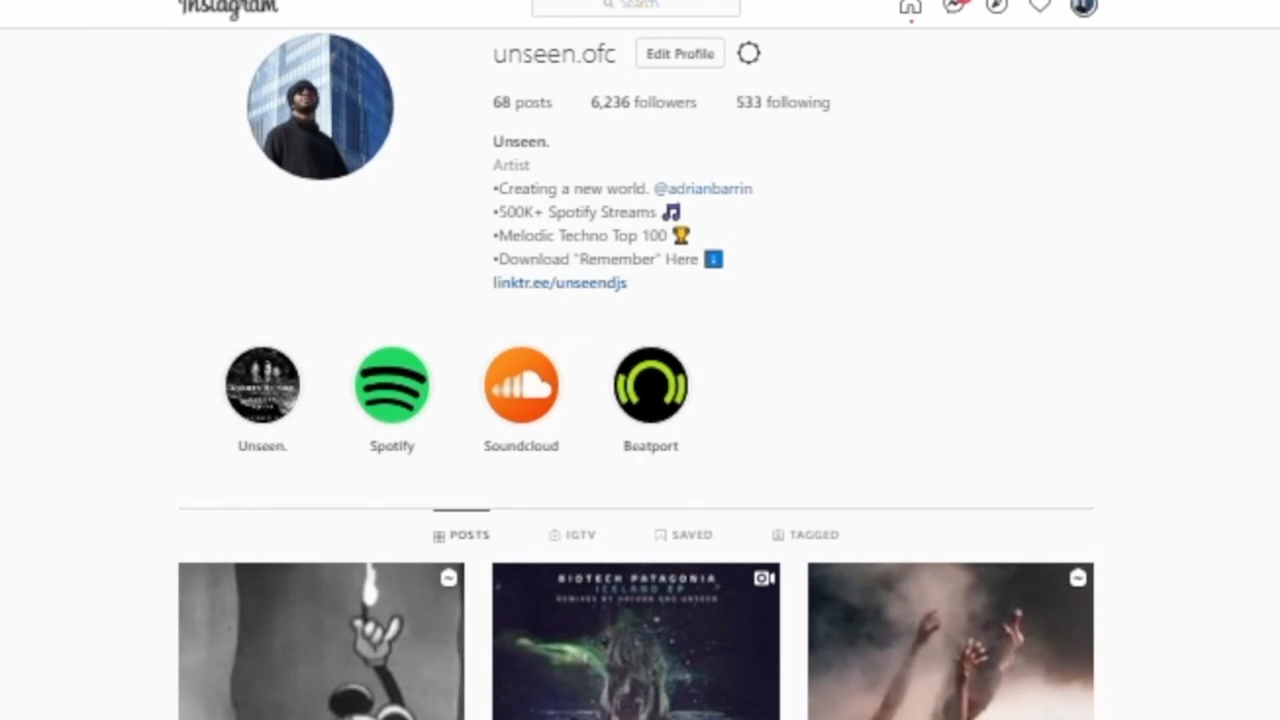 Instagram
Search
unseen.ofc
Edit Profile
68 posts 6,236 followers 533 following
Unseen.
Artist
•Creating a new world. @adrianbarrin
•500K+ Spotify Streams 🎵
•Melodic Techno Top 100 🏆
•Download "Remember" Here ⬇️
linktr.ee/unseendjs
Unseen. Spotify Soundcloud Beatport
POSTS IGTV SAVED TAGGED
BIOTECH PATAGONIA
ICELAND EP